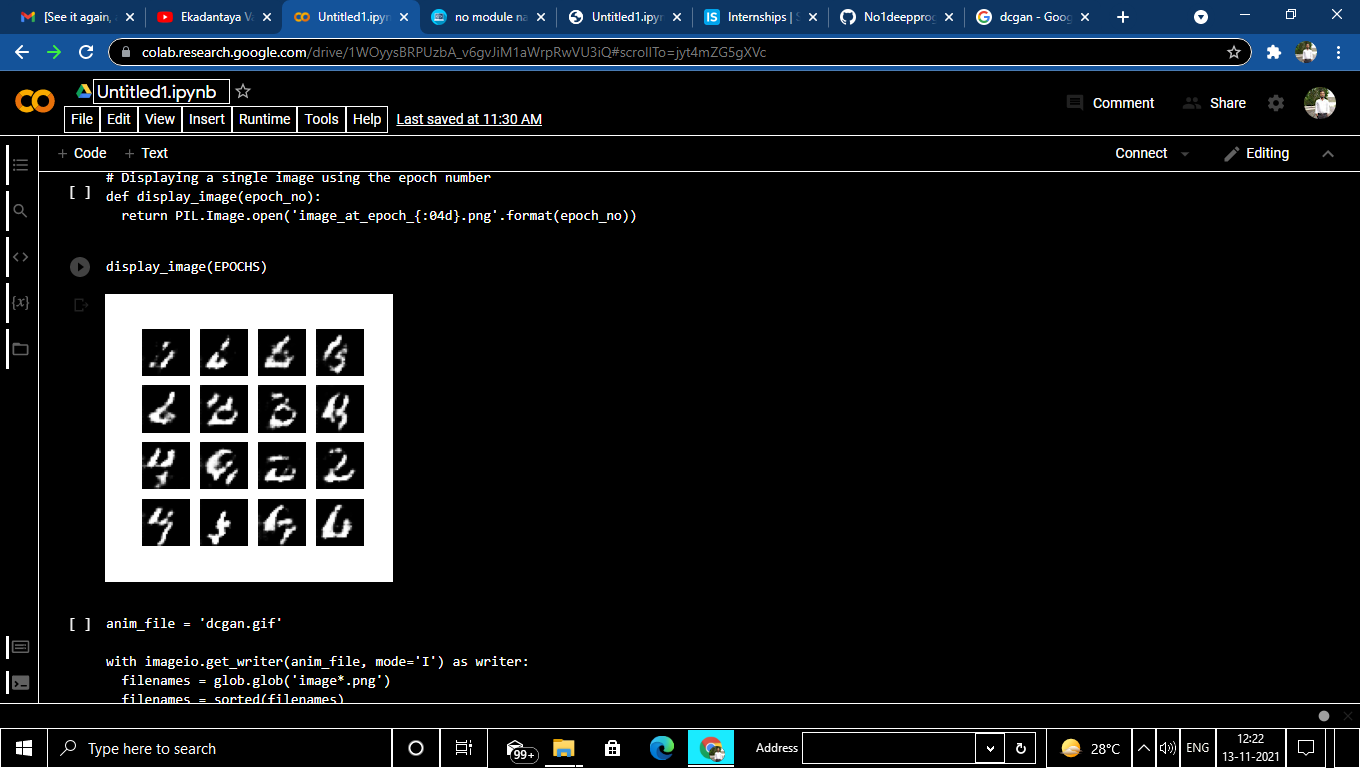 [See it again,
Ekadantaya V
Untitled1.ipyn
no module na
Untitled1.ipyn
Internships | S
No1deepprog
dcgan - Goog
colab.research.google.com/drive/1WOyysBRPUzbA_v6gvJiM1aWrpRwVU3iQ#scrollTo=jyt4mZG5gXVc
Untitled1.ipynb
Comment
Share
File Edit View Insert Runtime Tools Help Last saved at 11:30 AM
+ Code + Text
Connect
Editing
# Displaying a single image using the epoch number
[ ] def display_image(epoch_no):
return PIL.Image.open('image_at_epoch_{:04d}.png'.format(epoch_no))
{x}
display_image(EPOCHS)
[ ] anim_file = 'dcgan.gif'
with imageio.get_writer(anim_file, mode='I') as writer:
filenames = glob.glob('image*.png')
filenames = sorted(filenames)
Type here to search
99+
Address
28°C
ENG
12:22
13-11-2021